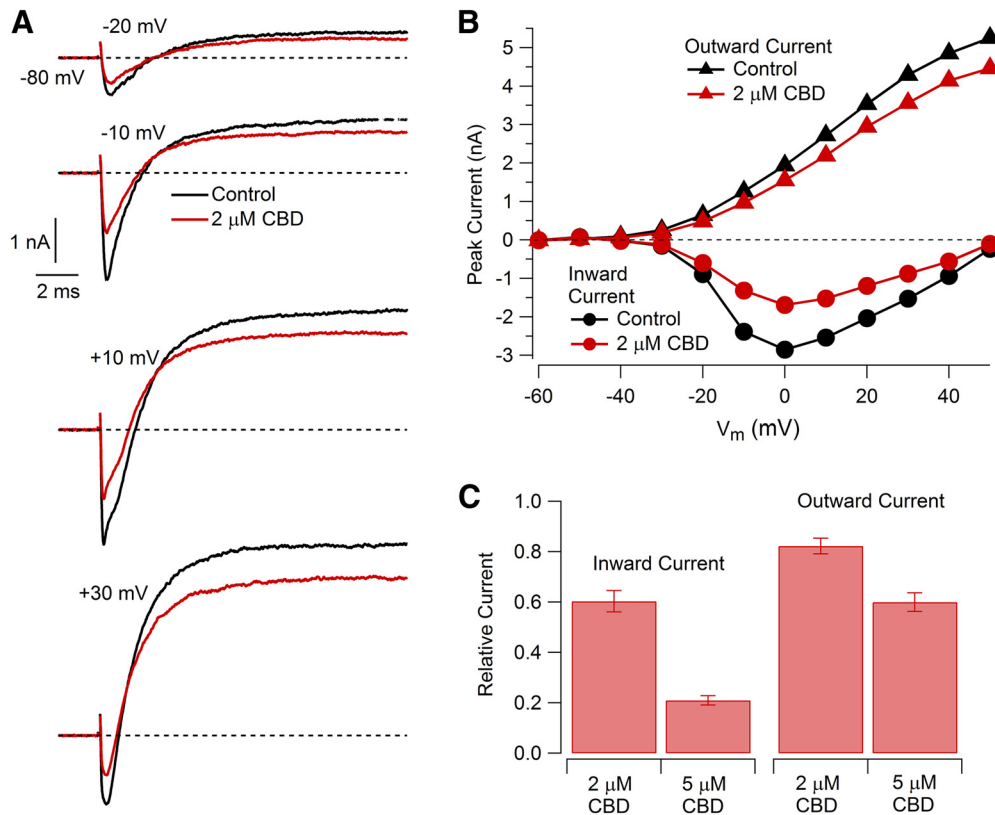 A
-20 mV
-80 mV
-10 mV
Control
2 μM CBD
1 nA
2 ms
+10 mV
+30 mV
B
Outward Current
Control
2 μM CBD
Inward
Current
Control
2 μM CBD
Peak Current (nA)
5
4
3
2
1
0
-1
-2
-3
-60
-40
-20
0
20
40
Vm (mV)
C
Inward Current
Outward Current
Relative Current
1.0
0.8
0.6
0.4
0.2
0.0
2 μM
CBD
5 μM
CBD
2 μM
CBD
5 μM
CBD